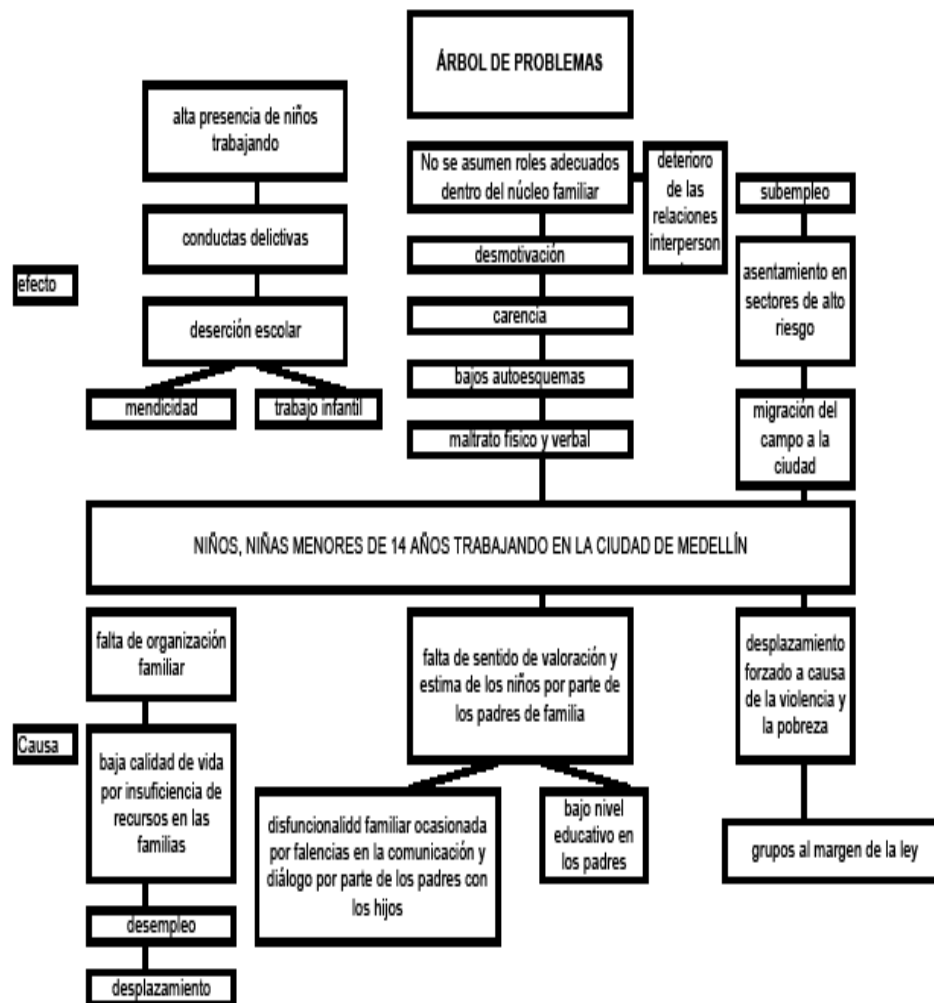 ÁRBOL DE PROBLEMAS
alta presencia de niños
trabajando
conductas delictivas
deserción escolar
mendicidad
trabajo infantil
No se asumen roles adecuados
dentro del núcleo familiar
deterioro
de las
relaciones
interperson
desmotivación
carencia
bajos autoesquemas
maltrato físico y verbal
subempleo
asentamiento en
sectores de alto
riesgo
migración del
campo a la
ciudad
efecto
NIÑOS, NIÑAS MENORES DE 14 AÑOS TRABAJANDO EN LA CIUDAD DE MEDELLÍN
Causa
falta de organización
familiar
baja calidad de vida
por insuficiencia de
recursos en las
familias
desempleo
desplazamiento
falta de sentido de valoración y
estima de los niños por parte de
los padres de familia
disfuncionalidd familiar ocasionada
por falencias en la comunicación y
diálogo por parte de los padres con
los hijos
bajo nivel
educativo en
los padres
desplazamiento
forzado a causa
de la violencia y
la pobreza
grupos al margen de la ley